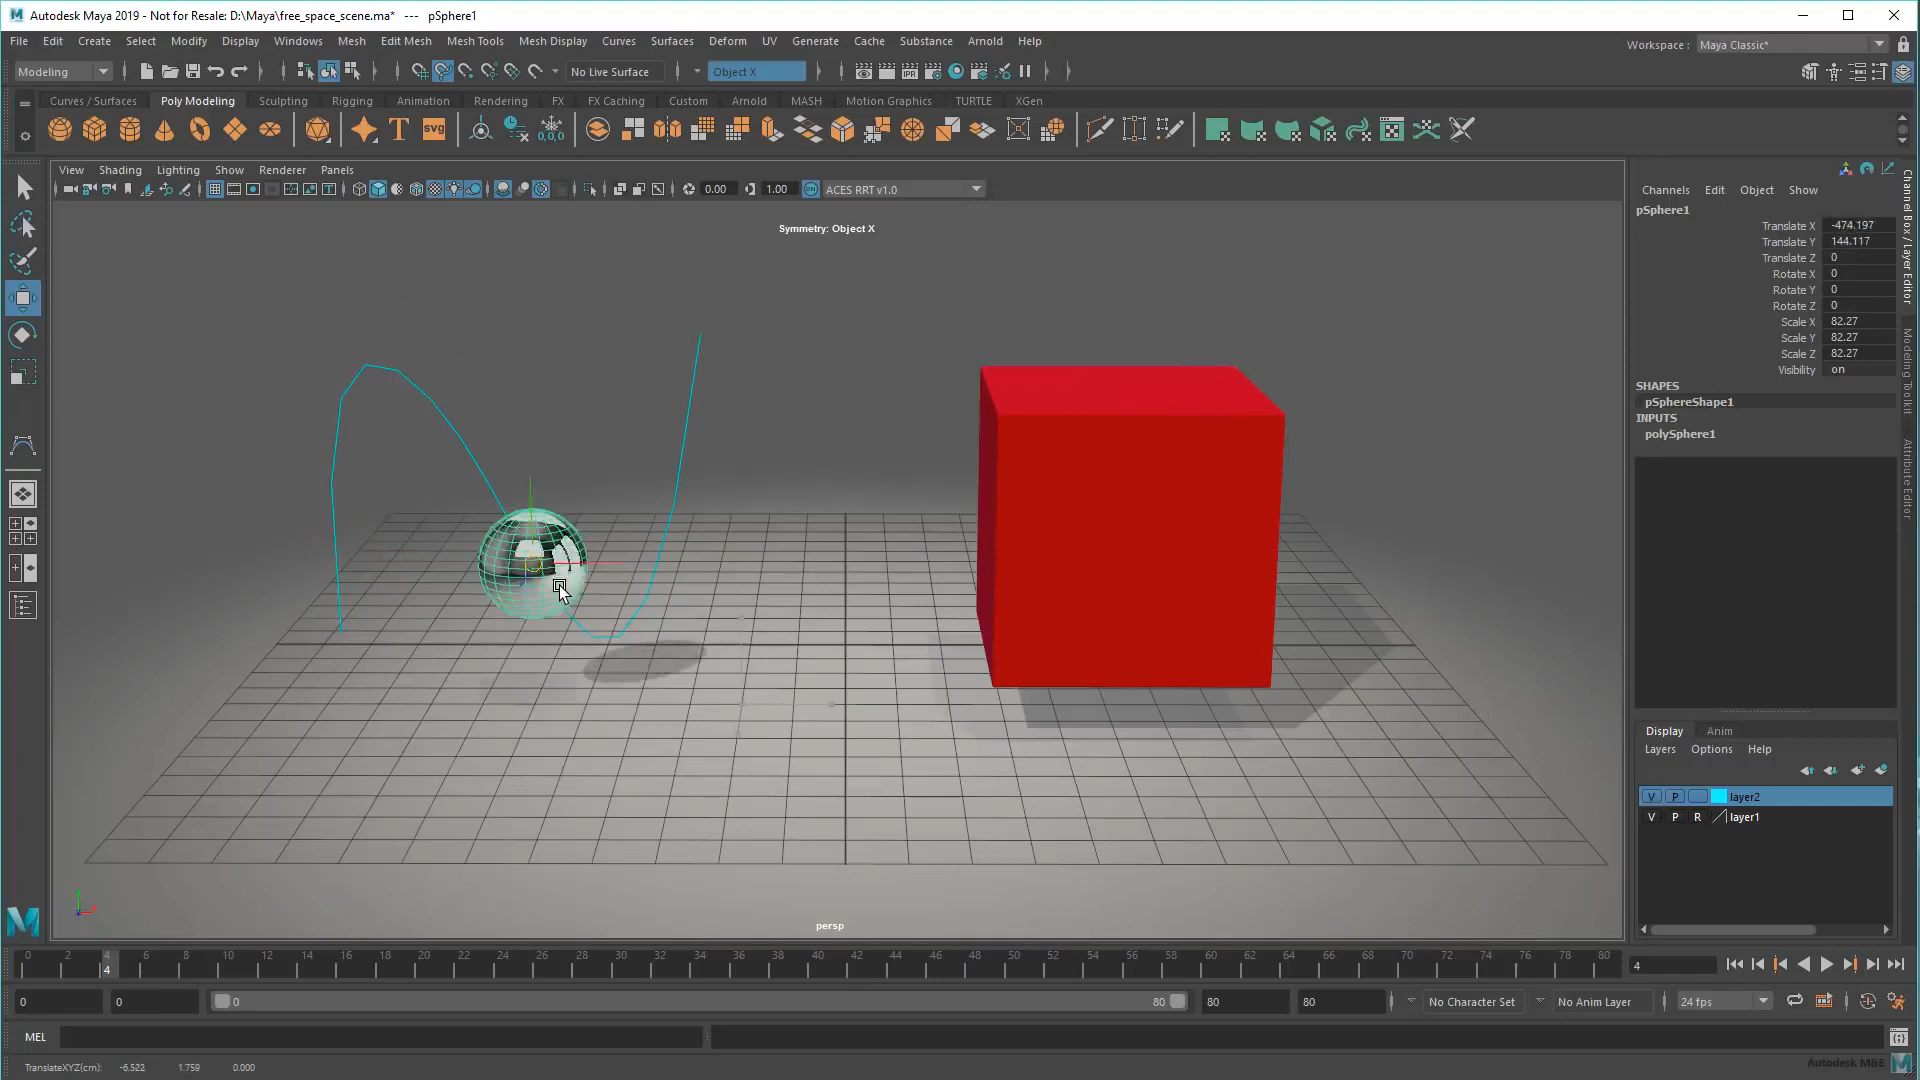 Autodesk Maya 2019 - Not for Resale: D:\Maya\free_space_scene.ma* --- pSphere1
File Edit Create Select Modify Display Windows Mesh Edit Mesh Mesh Tools Mesh Display Curves Surfaces Deform UV Generate Cache Substance Arnold Help
Workspace : Maya Classic*
Modeling No Live Surface Object X
Curves / Surfaces Poly Modeling Sculpting Rigging Animation Rendering FX FX Caching Custom Arnold MASH Motion Graphics TURTLE XGen
T svg 0,0,0
View Shading Lighting Show Renderer Panels
0.00 1.00 ON ACES RRT v1.0
Symmetry: Object X
persp
Channels Edit Object Show
pSphere1
Translate X -474.197
Translate Y 144.117
Translate Z 0
Rotate X 0
Rotate Y 0
Rotate Z 0
Scale X 82.27
Scale Y 82.27
Scale Z 82.27
Visibility on
SHAPES
pSphereShape1
INPUTS
polySphere1
Channel Box / Layer Editor
Modeling Toolkit
Attribute Editor
Display Anim
Layers Options Help
V P layer2
V P R layer1
0 2 4 6 8 10 12 14 16 18 20 22 24 26 28 30 32 34 36 38 40 42 44 46 48 50 52 54 56 58 60 62 64 66 68 70 72 74 76 78 80
4
4
0 0 0 80 80 80 No Character Set No Anim Layer 24 fps
MEL
TranslateXYZ(cm): -6.522 1.759 0.000
Autodesk M&E